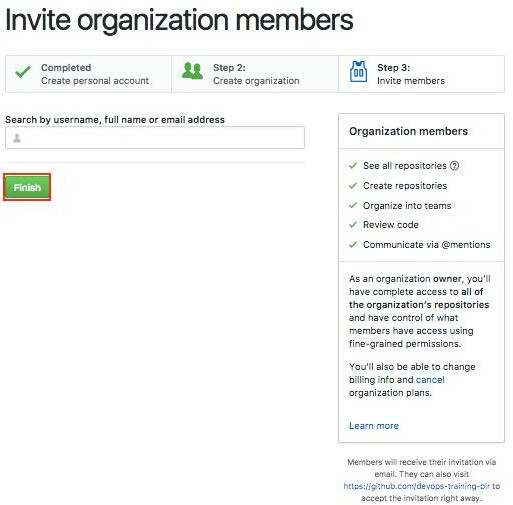 Invite organization members
Completed
Create personal account
Step 2:
Create organization
Step 3:
Invite members
Search by username, full name or email address
Finish
Organization members
See all repositories
Create repositories
Organize into teams
Review code
Communicate via @mentions
As an organization owner, you'll
have complete access to all of
the organization's repositories
and have control of what
members have access using
fine-grained permissions.
You'll also be able to change
billing info and cancel
organization plans.
Learn more
Members will receive their invitation via
email. They can also visit
https://github.com/devops-training-bir to
accept the invitation right away.